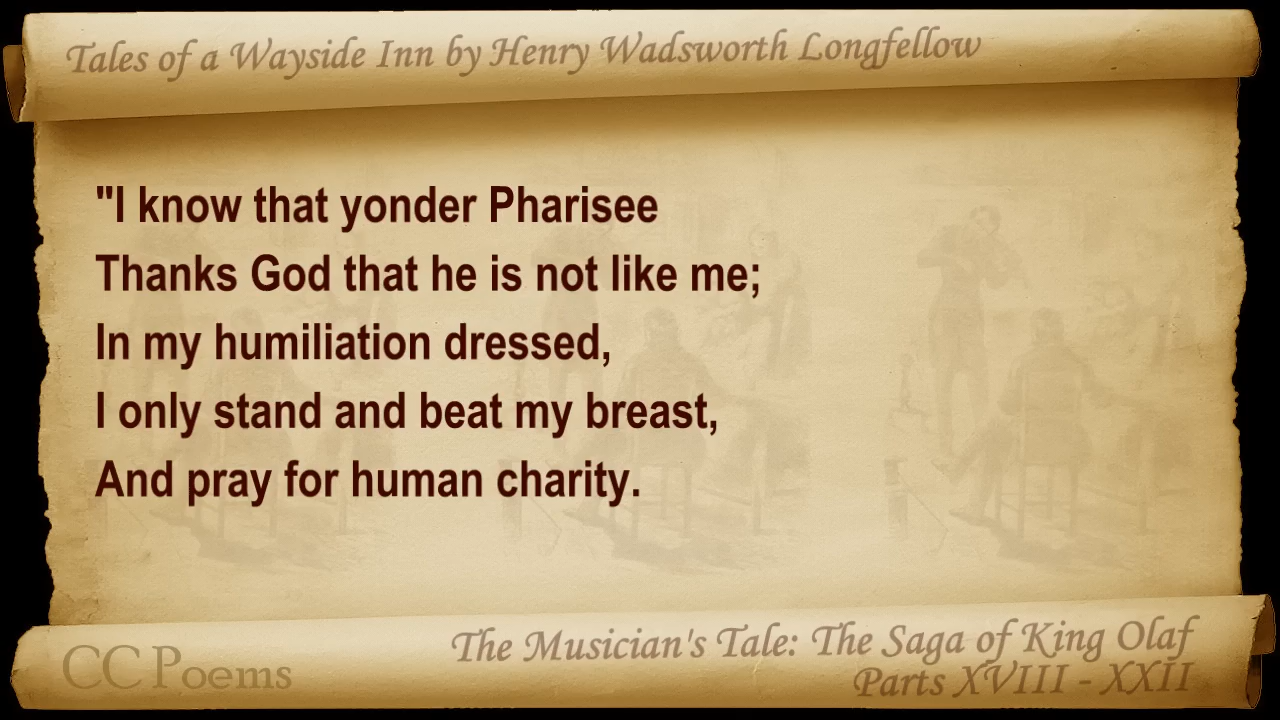 Tales of a Wayside Inn by Henry Wadsworth Longfellow
"I know that yonder Pharisee
Thanks God that he is not like me;
In my humiliation dressed,
I only stand and beat my breast,
And pray for human charity.
The Musician's Tale: The Saga of King Olaf
Parts XVIII - XXII
CC Poems